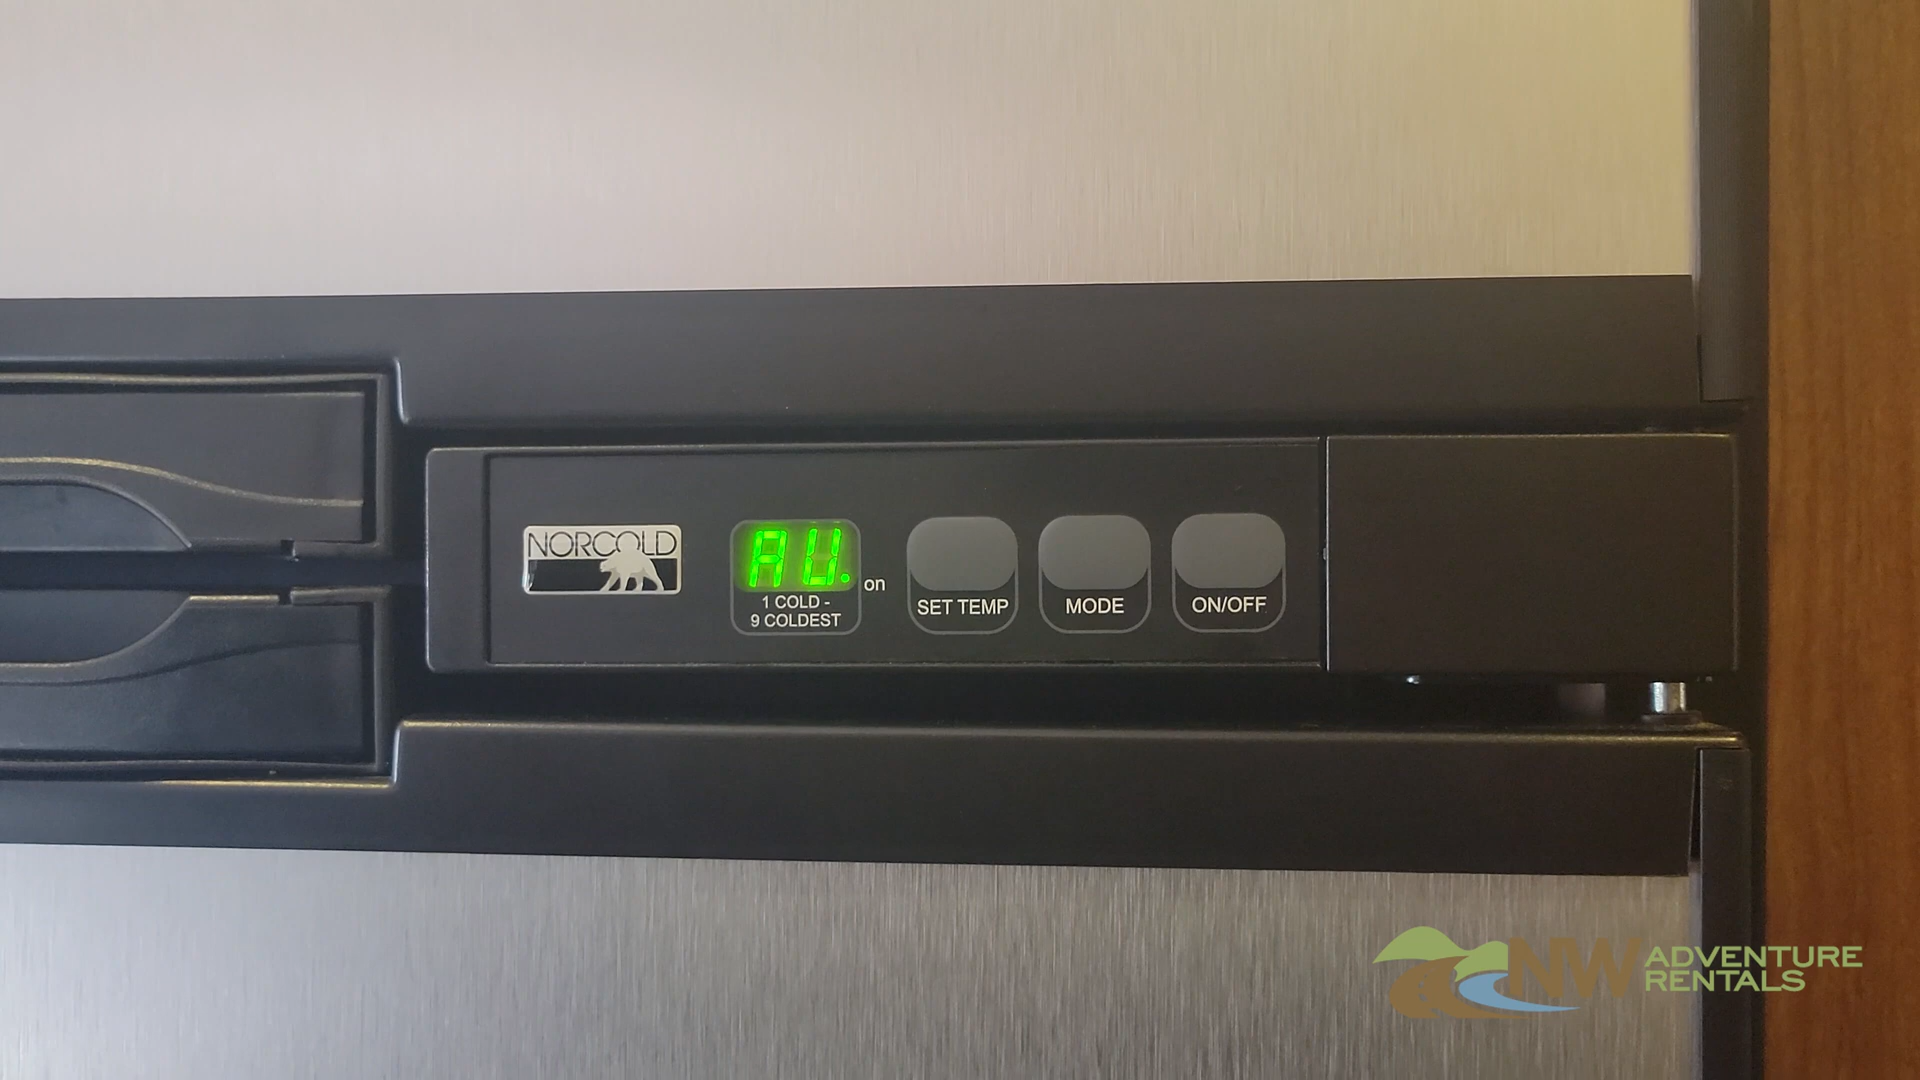 NORCOLD
AU.
on
1 COLD -
9 COLDEST
SET TEMP
MODE
ON/OFF
NW ADVENTURE
RENTALS